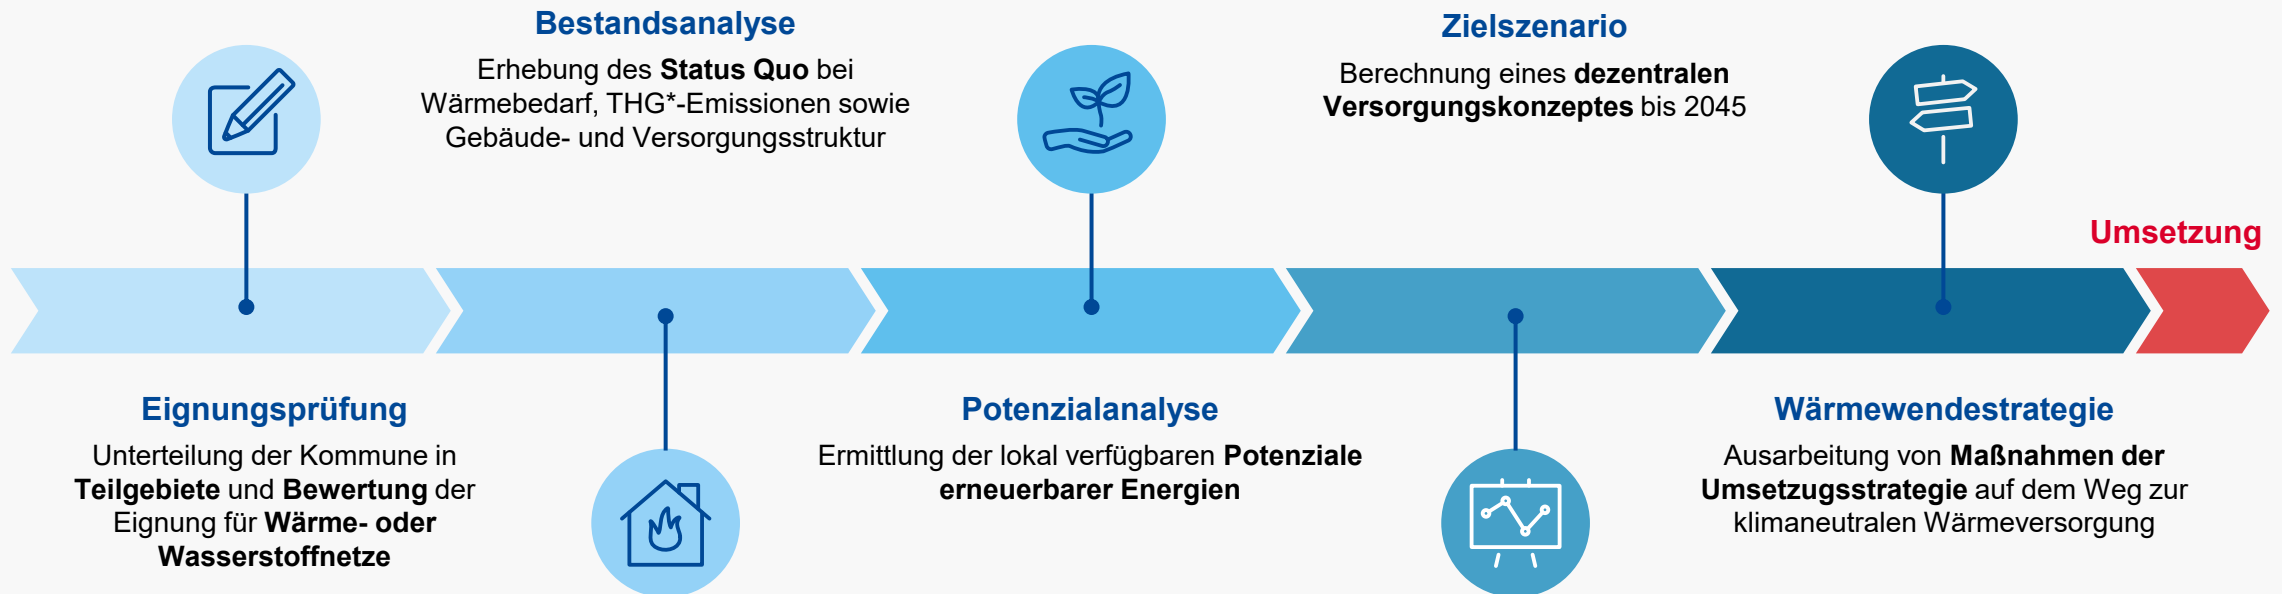 Eignungsprüfung
Unterteilung der Kommune in
Teilgebiete und Bewertung der
Eignung für Wärme- oder
Wasserstoffnetze
Bestandsanalyse
Erhebung des Status Quo bei
Wärmebedarf, THG*-Emissionen sowie
Gebäude- und Versorgungsstruktur
Potenzialanalyse
Ermittlung der lokal verfügbaren Potenziale
erneuerbarer Energien
Zielszenario
Berechnung eines dezentralen
Versorgungskonzeptes bis 2045
Wärmewendestrategie
Ausarbeitung von Maßnahmen der
Umsetzugsstrategie auf dem Weg zur
klimaneutralen Wärmeversorgung
Umsetzung